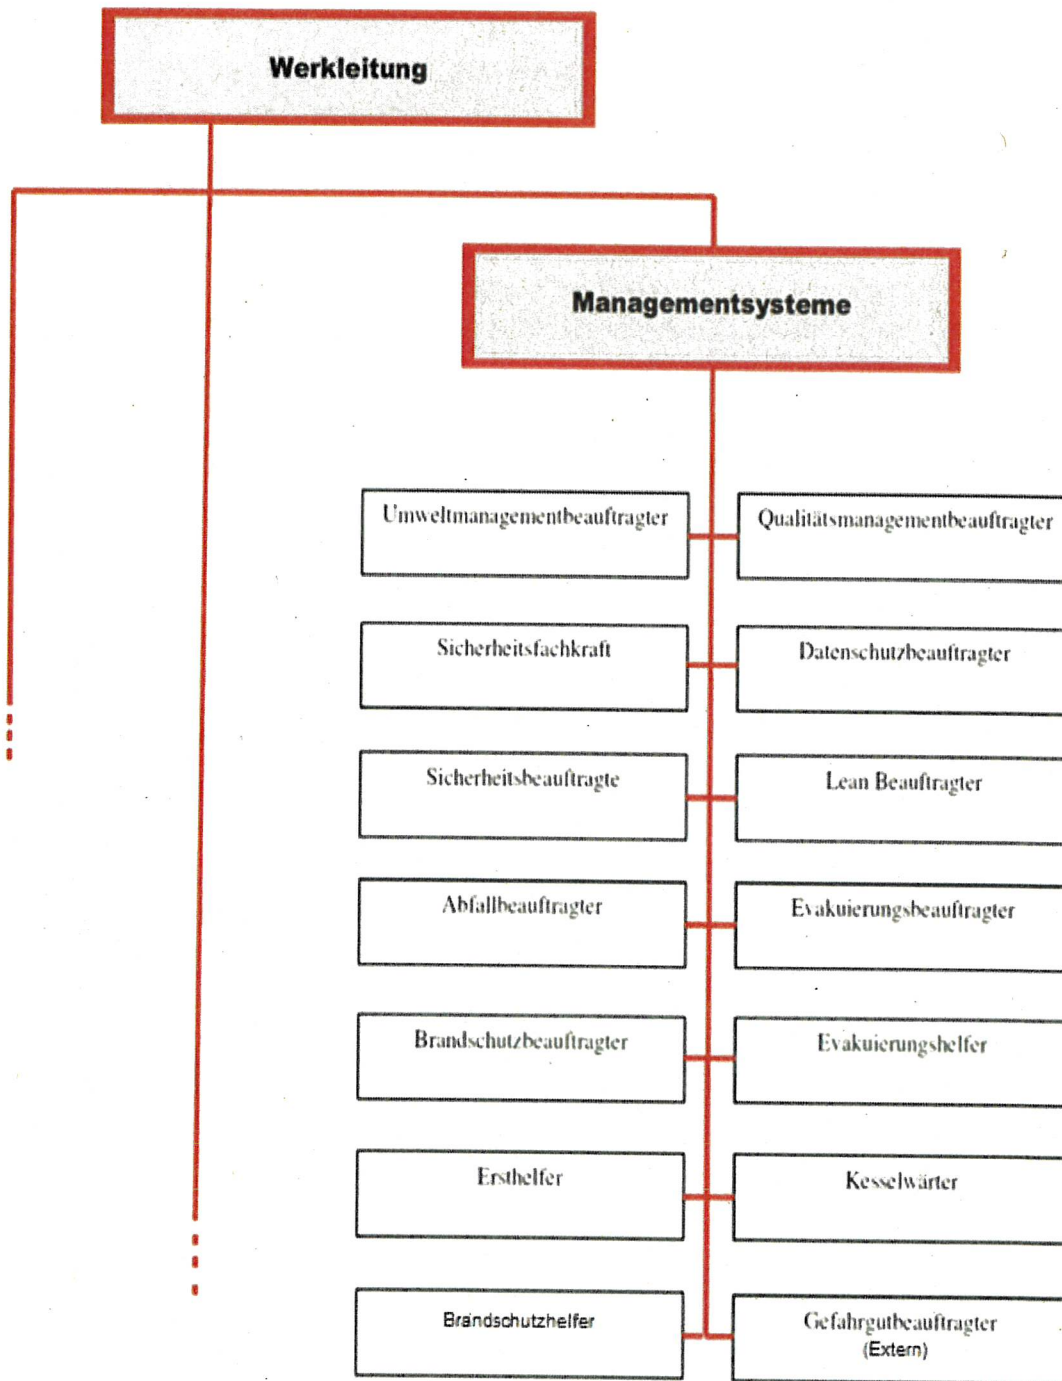 Werkleitung
Managementsysteme
Umweltmanagementbeauftragter
Qualitätsmanagementbeauftragter
Sicherheitsfachkraft
Datenschutzbeauftragter
Sicherheitsbeauftragte
Lean Beauftragter
Abfallbeauftragter
Evakuierungsbeauftragter
Brandschutzbeauftragter
Evakuierungshelfer
Ersthelfer
Kesselwärter
Brandschutzhelfer
Gefahrgutbeauftragter
(Extern)